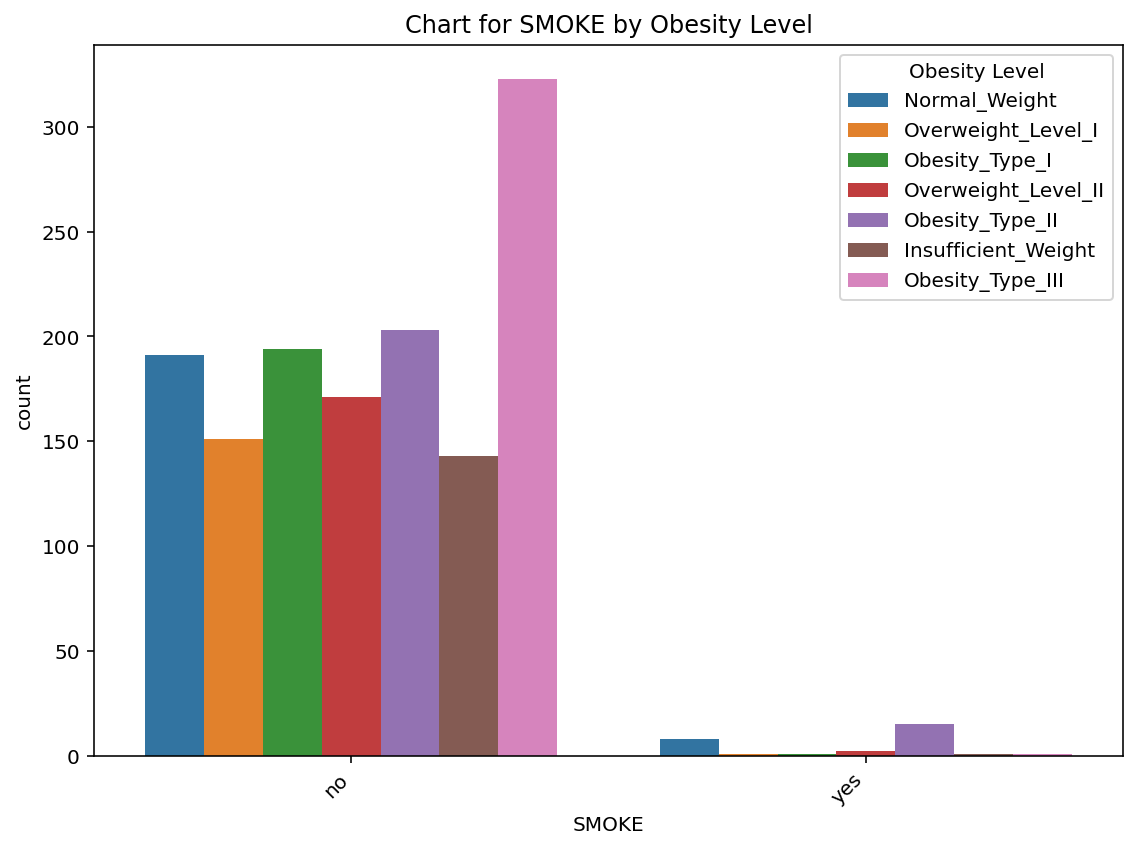 Chart for SMOKE by Obesity Level
Obesity Level
Normal_Weight
Overweight_Level_I
Obesity_Type_I
Overweight_Level_II
Obesity_Type_II
Insufficient_Weight
Obesity_Type_III
300
250
200
150
100
50
0
count
no
yes
SMOKE